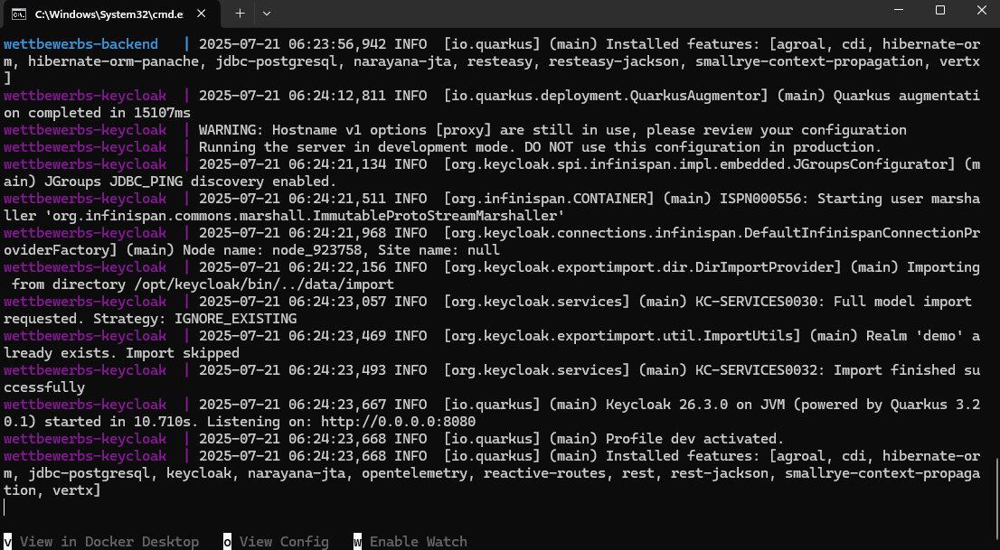 C:\Windows\System32\cmd.e
wettbewerbs-backend   | 2025-07-21 06:23:56,942 INFO  [io.quarkus] (main) Installed features: [agroal, cdi, hibernate-or
m, hibernate-orm-panache, jdbc-postgresql, narayana-jta, resteasy, resteasy-jackson, smallrye-context-propagation, vertx
]
wettbewerbs-keycloak  | 2025-07-21 06:24:12,811 INFO  [io.quarkus.deployment.QuarkusAugmentor] (main) Quarkus augmentati
on completed in 15107ms
wettbewerbs-keycloak  | WARNING: Hostname v1 options [proxy] are still in use, please review your configuration
wettbewerbs-keycloak  | Running the server in development mode. DO NOT use this configuration in production.
wettbewerbs-keycloak  | 2025-07-21 06:24:21,134 INFO  [org.keycloak.spi.infinispan.impl.embedded.JGroupsConfigurator] (m
ain) JGroups JDBC_PING discovery enabled.
wettbewerbs-keycloak  | 2025-07-21 06:24:21,511 INFO  [org.infinispan.CONTAINER] (main) ISPN000556: Starting user marsha
ller 'org.infinispan.commons.marshall.ImmutableProtoStreamMarshaller'
wettbewerbs-keycloak  | 2025-07-21 06:24:21,968 INFO  [org.keycloak.connections.infinispan.DefaultInfinispanConnectionPr
oviderFactory] (main) Node name: node_923758, Site name: null
wettbewerbs-keycloak  | 2025-07-21 06:24:22,156 INFO  [org.keycloak.exportimport.dir.DirImportProvider] (main) Importing
 from directory /opt/keycloak/bin/../data/import
wettbewerbs-keycloak  | 2025-07-21 06:24:23,057 INFO  [org.keycloak.services] (main) KC-SERVICES0030: Full model import
requested. Strategy: IGNORE_EXISTING
wettbewerbs-keycloak  | 2025-07-21 06:24:23,469 INFO  [org.keycloak.exportimport.util.ImportUtils] (main) Realm 'demo' a
lready exists. Import skipped
wettbewerbs-keycloak  | 2025-07-21 06:24:23,493 INFO  [org.keycloak.services] (main) KC-SERVICES0032: Import finished su
ccessfully
wettbewerbs-keycloak  | 2025-07-21 06:24:23,667 INFO  [io.quarkus] (main) Keycloak 26.3.0 on JVM (powered by Quarkus 3.2
0.1) started in 10.710s. Listening on: http://0.0.0.0:8080
wettbewerbs-keycloak  | 2025-07-21 06:24:23,668 INFO  [io.quarkus] (main) Profile dev activated.
wettbewerbs-keycloak  | 2025-07-21 06:24:23,668 INFO  [io.quarkus] (main) Installed features: [agroal, cdi, hibernate-or
m, jdbc-postgresql, keycloak, narayana-jta, opentelemetry, reactive-routes, rest, rest-jackson, smallrye-context-propaga
tion, vertx]
v View in Docker Desktop   o View Config   w Enable Watch